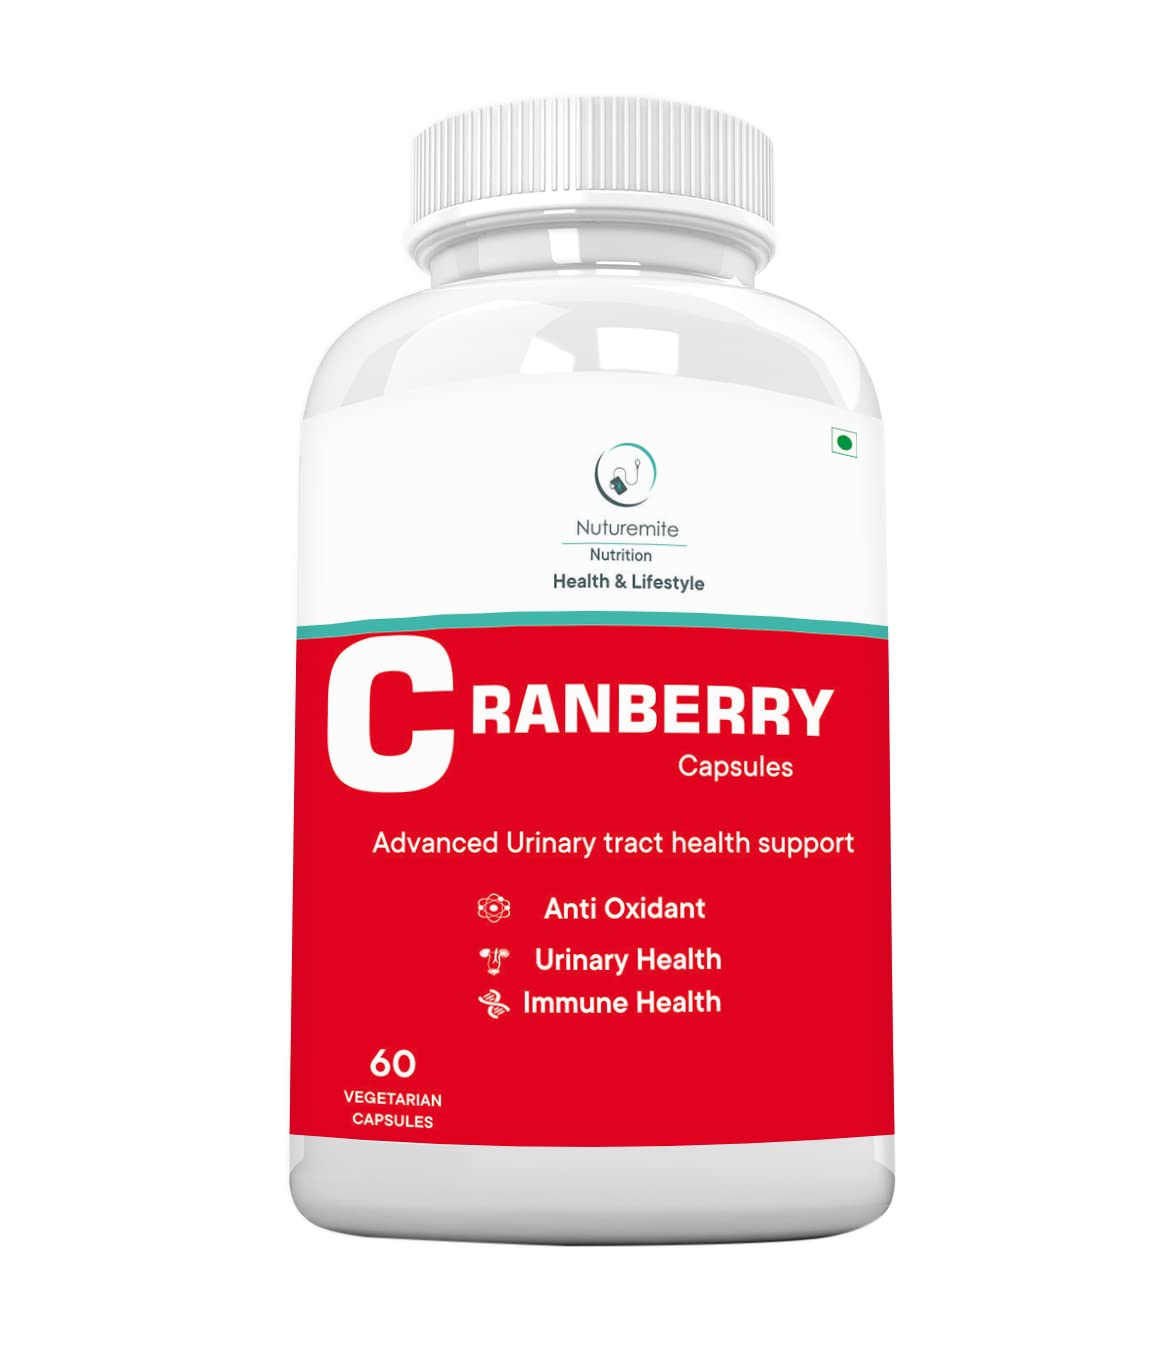 Nuturemite
Nutrition
Health & Lifestyle
CRANBERRY
Capsules
Advanced Urinary tract health support
Anti Oxidant
Urinary Health
Immune Health
60
VEGETARIAN
CAPSULES